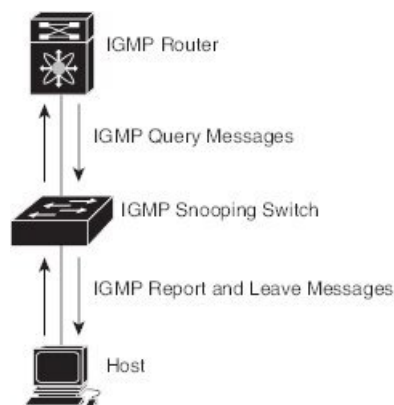 IGMP Router
IGMP Query Messages
IGMP Snooping Switch
IGMP Report and Leave Messages
Host